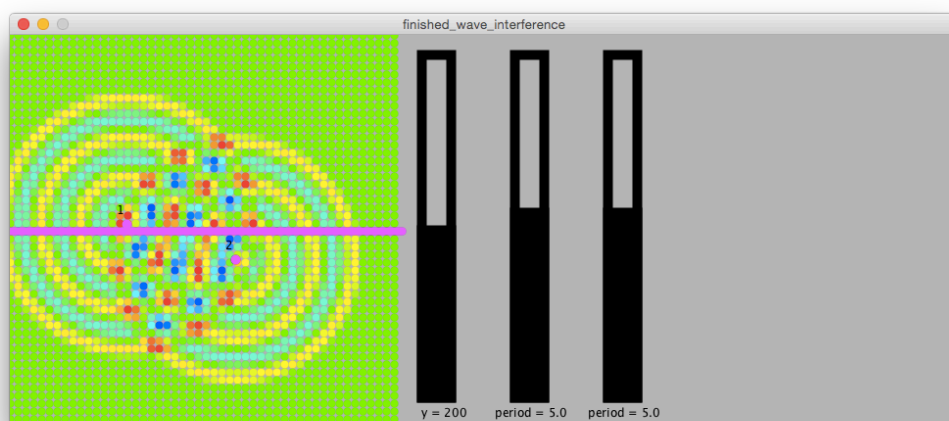 finished_wave_interference
1
2
y = 200
period = 5.0
period = 5.0